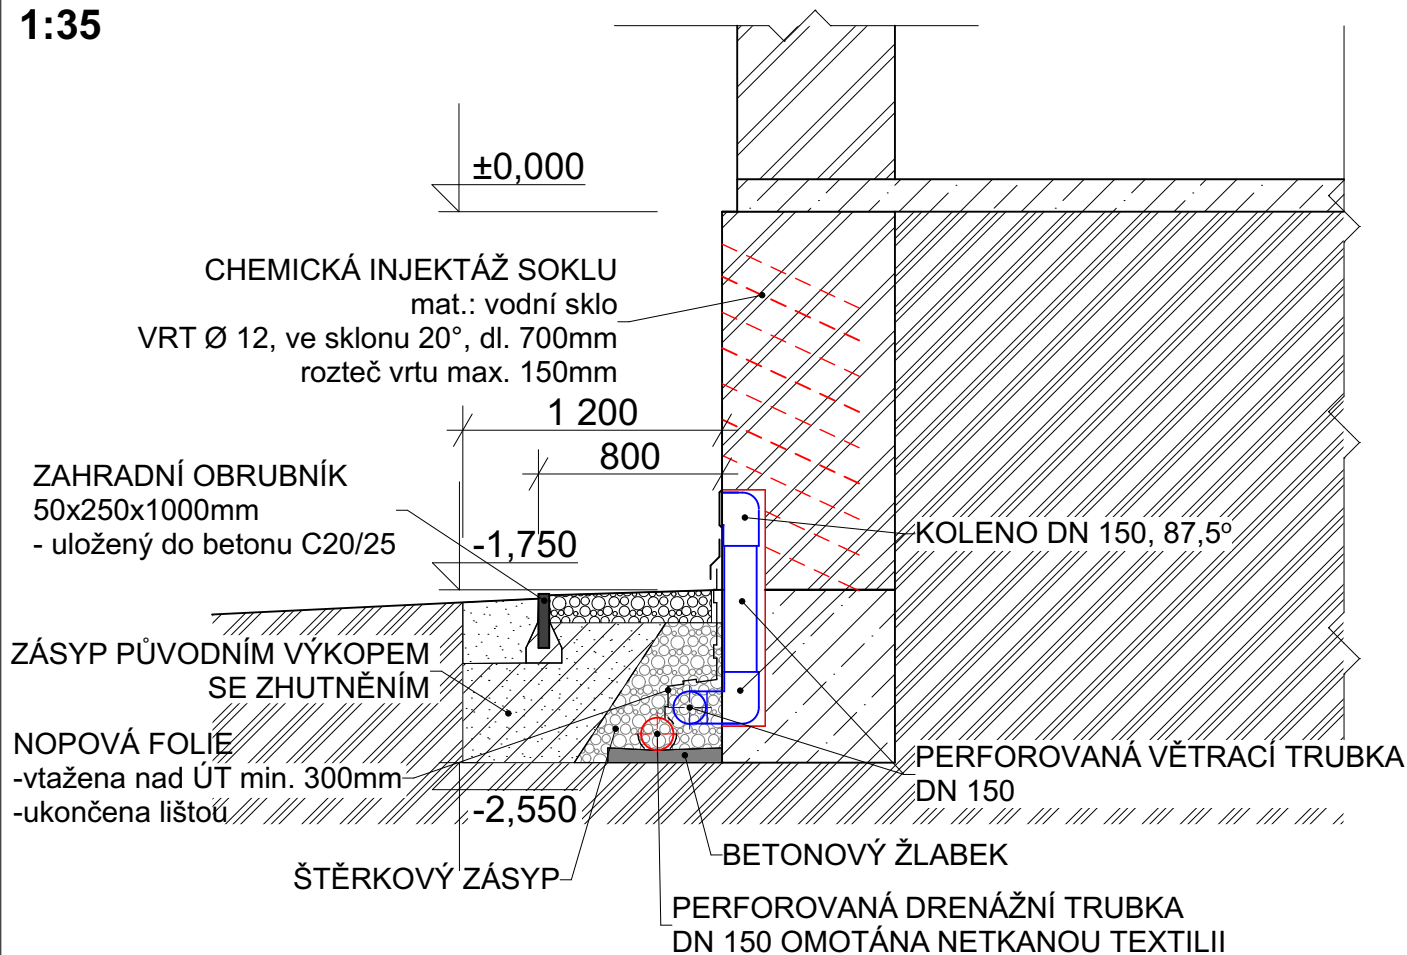 1:35
±0,000
CHEMICKÁ INJEKTÁŽ SOKLU
mat.: vodní sklo
VRT Ø 12, ve sklonu 20°, dl. 700mm
rozteč vrtu max. 150mm
1 200
800
ZAHRADNÍ OBRUBNÍK
50x250x1000mm
- uložený do betonu C20/25
-1,750
KOLENO DN 150, 87,5º
ZÁSYP PŮVODNÍM VÝKOPEM
SE ZHUTNĚNÍM
NOPOVÁ FOLIE
-vtažena nad ÚT min. 300mm
-ukončena lištou
-2,550
PERFOROVANÁ VĚTRACÍ TRUBKA
DN 150
BETONOVÝ ŽLABEK
ŠTĚRKOVÝ ZÁSYP
PERFOROVANÁ DRENÁŽNÍ TRUBKA
DN 150 OMOTÁNA NETKANOU TEXTILII